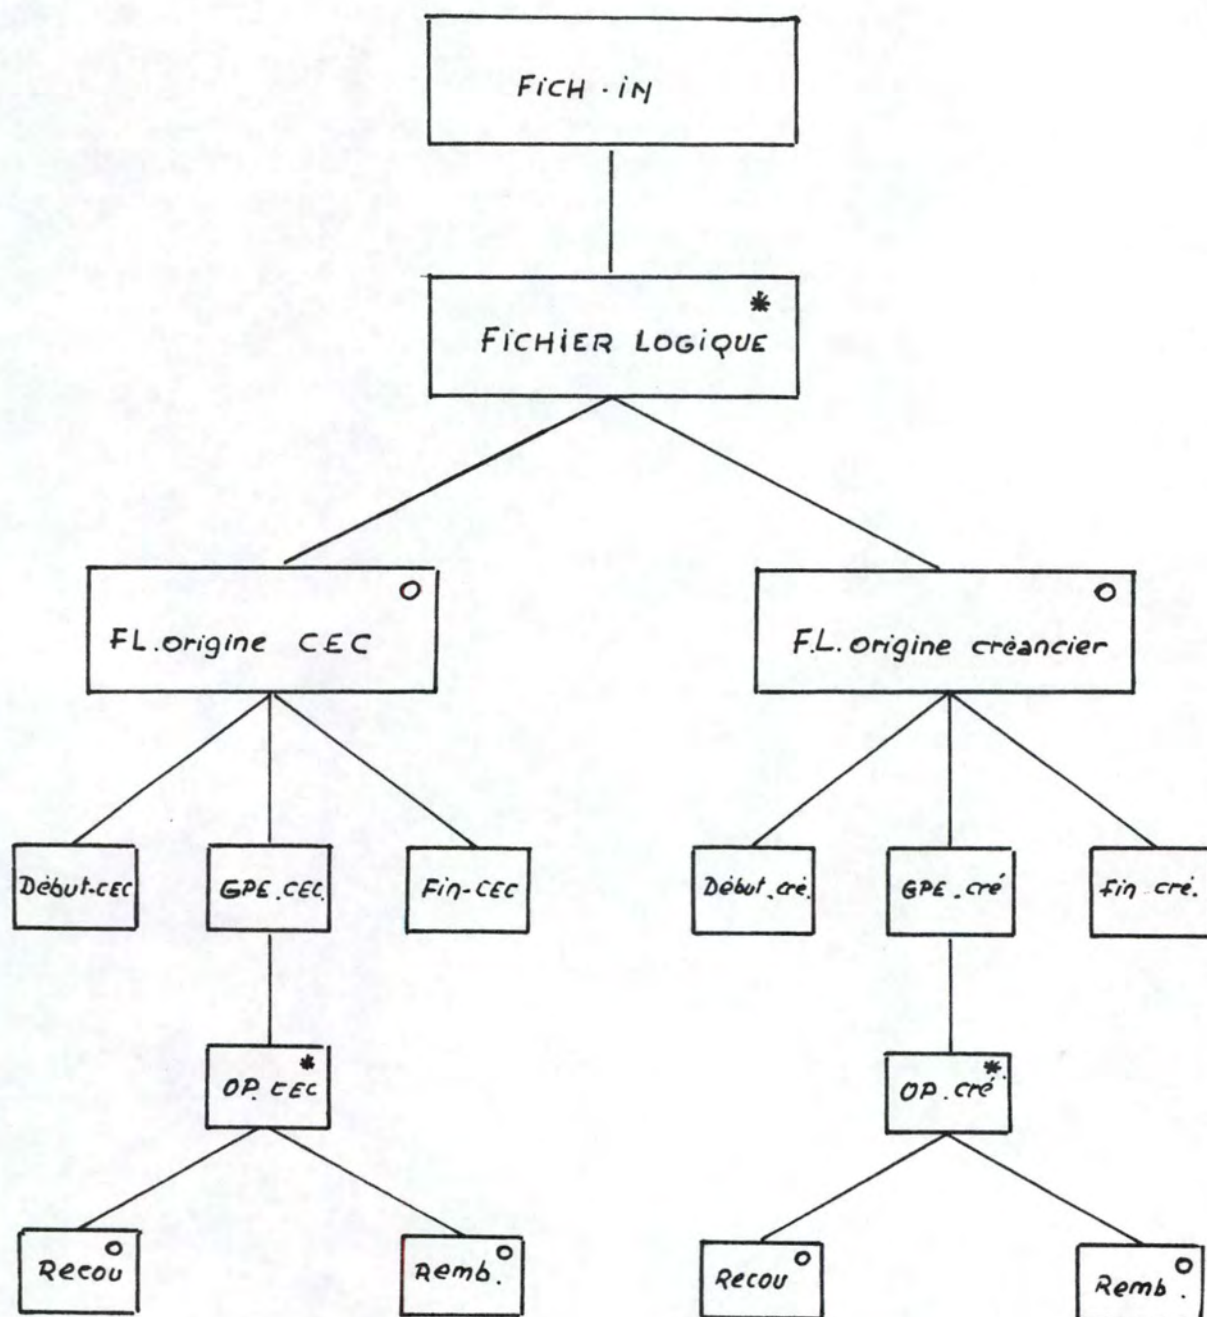 FICH-IN
*
FICHIER LOGIQUE
O
FL.origine CEC
O
F.L.origine créancier
Début-CEC
GPE.CEC.
Fin-CEC
Début.cré.
GPE.cré
fin cré.
*
OP.CEC
*
OP.cré
O
Recou
O
Remb.
O
Recou
O
Remb.